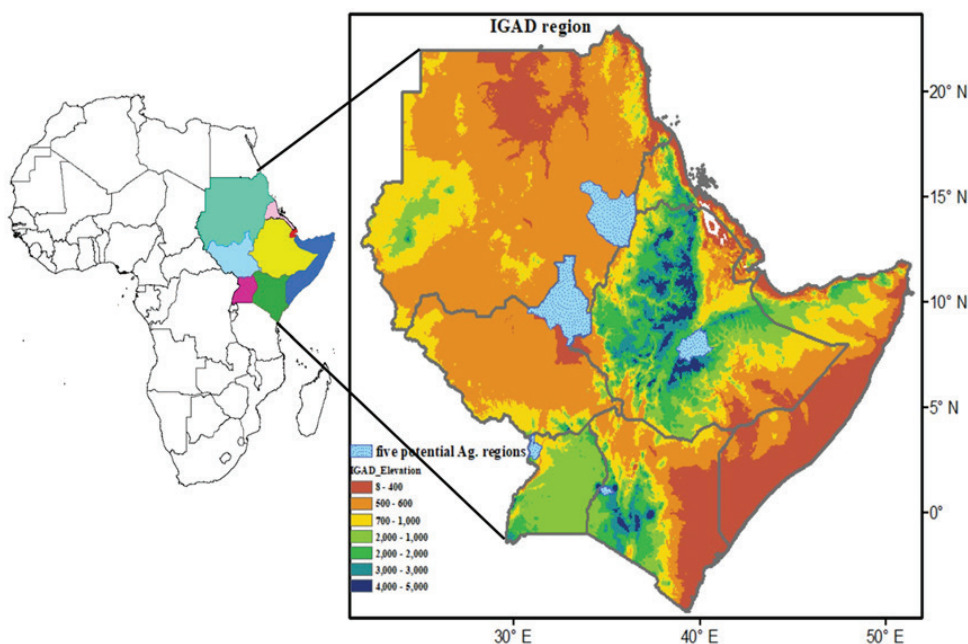 IGAD region
20° N
15° N
10° N
5° N
0°
five potential Ag. regions
IGAD_Elevation
8 - 400
500 - 600
700 - 1,000
2,000 - 1,000
2,000 - 2,000
3,000 - 3,000
4,000 - 5,000
30° E
40° E
50° E